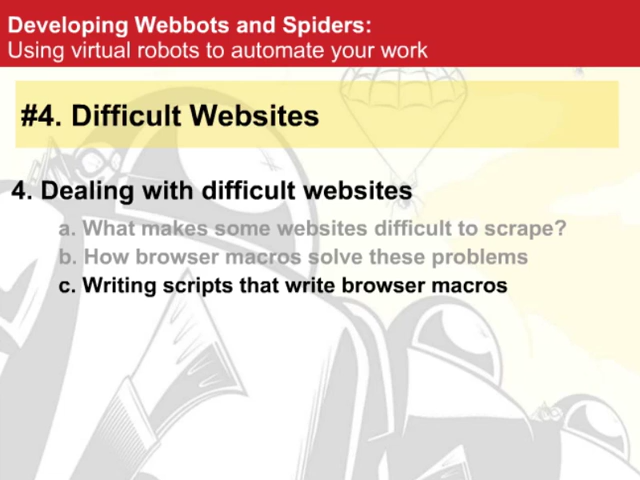 Developing Webbots and Spiders:
Using virtual robots to automate your work
#4. Difficult Websites
4. Dealing with difficult websites
a. What makes some websites difficult to scrape?
b. How browser macros solve these problems
c. Writing scripts that write browser macros